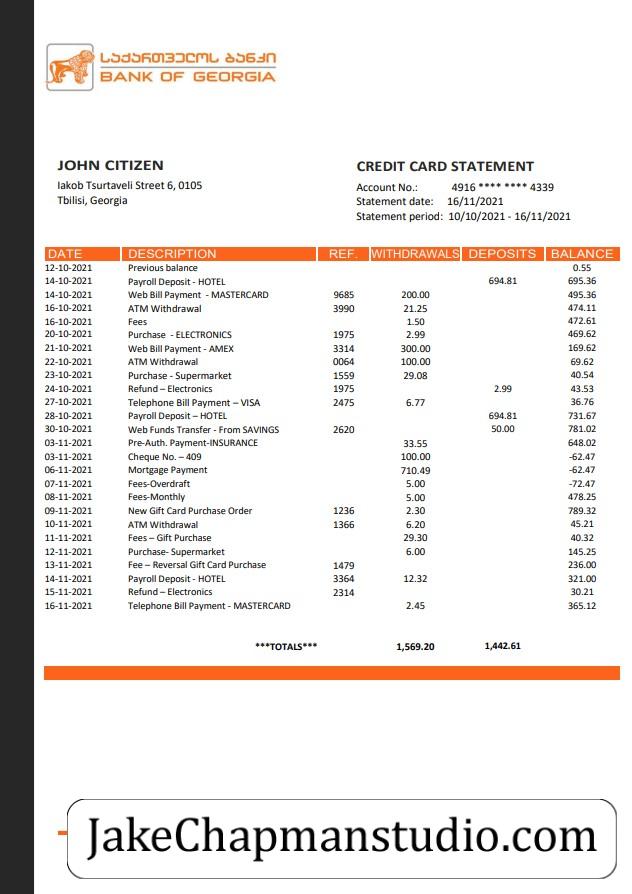 ᲡᲐᲥᲐᲠᲗᲕᲔᲚᲝᲡ ᲑᲐᲜᲙᲘ
BANK OF GEORGIA
JOHN CITIZEN
Iakob Tsurtaveli Street 6, 0105
Tbilisi, Georgia
CREDIT CARD STATEMENT
Account No.: 4916 **** **** 4339
Statement date: 16/11/2021
Statement period: 10/10/2021 - 16/11/2021
DATE DESCRIPTION REF. WITHDRAWALS DEPOSITS BALANCE
12-10-2021 Previous balance 0.55
14-10-2021 Payroll Deposit - HOTEL 694.81 695.36
14-10-2021 Web Bill Payment - MASTERCARD 9685 200.00 495.36
16-10-2021 ATM Withdrawal 3990 21.25 474.11
16-10-2021 Fees 1.50 472.61
20-10-2021 Purchase - ELECTRONICS 1975 2.99 469.62
21-10-2021 Web Bill Payment - AMEX 3314 300.00 169.62
22-10-2021 ATM Withdrawal 0064 100.00 69.62
23-10-2021 Purchase - Supermarket 1559 29.08 40.54
24-10-2021 Refund – Electronics 1975 2.99 43.53
27-10-2021 Telephone Bill Payment – VISA 2475 6.77 36.76
28-10-2021 Payroll Deposit – HOTEL 694.81 731.67
30-10-2021 Web Funds Transfer - From SAVINGS 2620 50.00 781.02
03-11-2021 Pre-Auth. Payment-INSURANCE 33.55 648.02
03-11-2021 Cheque No. – 409 100.00 -62.47
06-11-2021 Mortgage Payment 710.49 -62.47
07-11-2021 Fees-Overdraft 5.00 -72.47
08-11-2021 Fees-Monthly 5.00 478.25
09-11-2021 New Gift Card Purchase Order 1236 2.30 789.32
10-11-2021 ATM Withdrawal 1366 6.20 45.21
11-11-2021 Fees – Gift Purchase 29.30 40.32
12-11-2021 Purchase- Supermarket 6.00 145.25
13-11-2021 Fee – Reversal Gift Card Purchase 1479 236.00
14-11-2021 Payroll Deposit - HOTEL 3364 12.32 321.00
15-11-2021 Refund – Electronics 2314 30.21
16-11-2021 Telephone Bill Payment - MASTERCARD 2.45 365.12
***TOTALS*** 1,569.20 1,442.61
JakeChapmanstudio.com